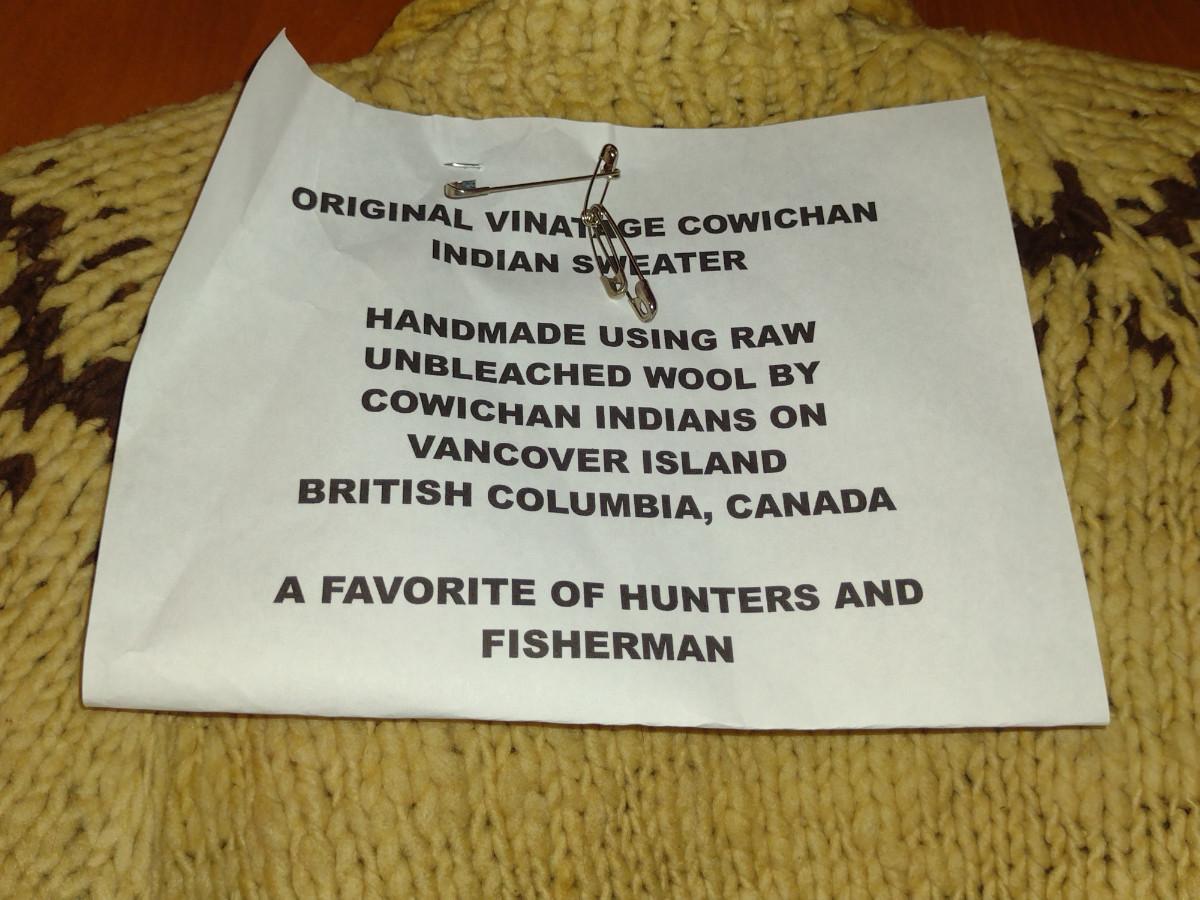 ORIGINAL VINATAGE COWICHAN
INDIAN SWEATER
HANDMADE USING RAW
UNBLEACHED WOOL BY
COWICHAN INDIANS ON
VANCOVER ISLAND
BRITISH COLUMBIA, CANADA
A FAVORITE OF HUNTERS AND
FISHERMAN